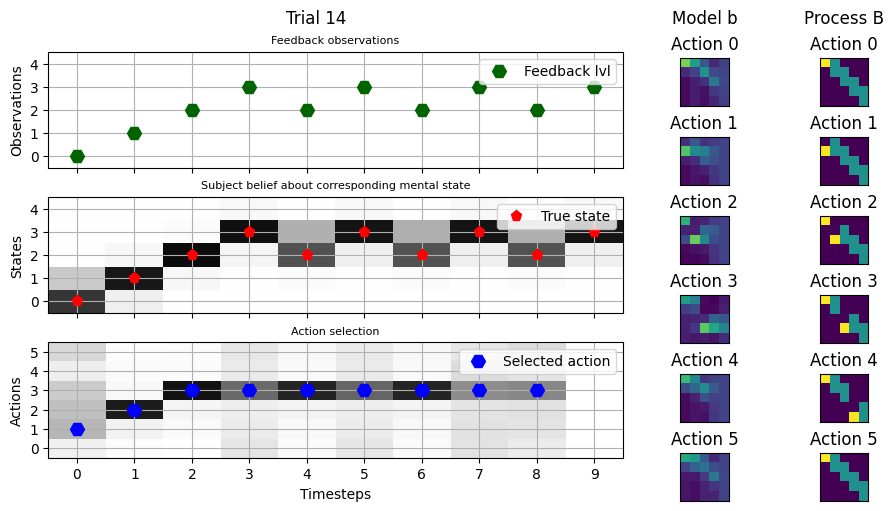 Trial 14
Feedback observations
Observations
4
3
2
1
0
Feedback lvl
Subject belief about corresponding mental state
States
4
3
2
1
0
True state
Action selection
Actions
5
4
3
2
1
0
Selected action
0 1 2 3 4 5 6 7 8 9
Timesteps
Model b
Action 0
Action 1
Action 2
Action 3
Action 4
Action 5
Process B
Action 0
Action 1
Action 2
Action 3
Action 4
Action 5